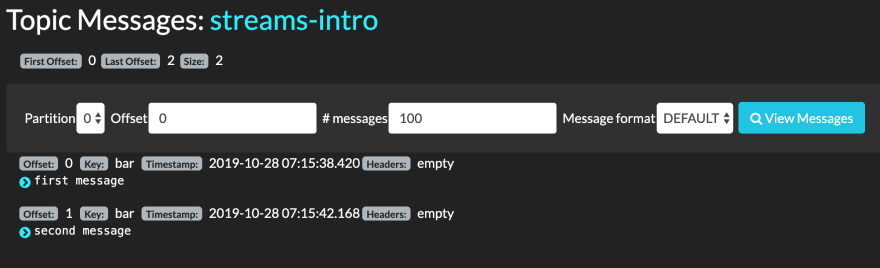 Topic Messages: streams-intro
First Offset: 0 Last Offset: 2 Size: 2
Partition 0 Offset 0 # messages 100 Message format DEFAULT View Messages
Offset: 0 Key: bar Timestamp: 2019-10-28 07:15:38.420 Headers: empty
first message
Offset: 1 Key: bar Timestamp: 2019-10-28 07:15:42.168 Headers: empty
second message